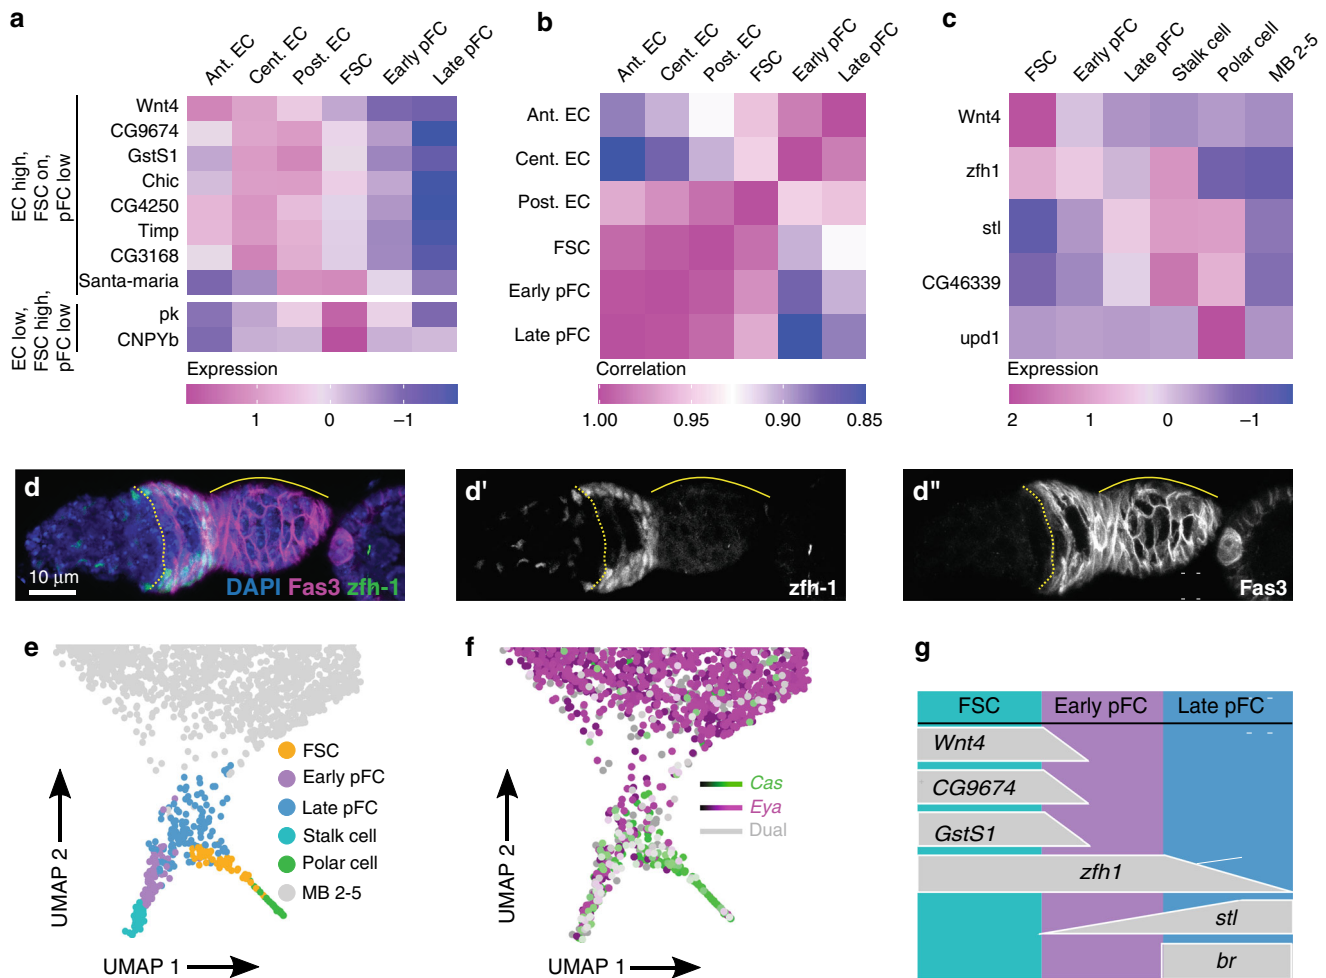 a
Ant. EC
Cent. EC
Post. EC
FSC
Early pFC
Late pFC
EC high,
FSC on,
pFC low
Wnt4
CG9674
GstS1
Chic
CG4250
Timp
CG3168
Santa-maria
EC low,
FSC high,
pFC low
pk
CNPYb
Expression
1 0 −1
b
Ant. EC
Cent. EC
Post. EC
FSC
Early pFC
Late pFC
Ant. EC
Cent. EC
Post. EC
FSC
Early pFC
Late pFC
Correlation
1.00 0.95 0.90 0.85
c
FSC
Early pFC
Late pFC
Stalk cell
Polar cell
MB 2-5
Wnt4
zfh1
stl
CG46339
upd1
Expression
2 1 0 −1
d
10 µm
DAPI Fas3 zfh-1
d'
zfh-1
d"
Fas3
e
FSC
Early pFC
Late pFC
Stalk cell
Polar cell
MB 2-5
UMAP 2
UMAP 1
f
Cas
Eya
Dual
UMAP 2
UMAP 1
g
FSC Early pFC Late pFC
Wnt4
CG9674
GstS1
zfh1
stl
br